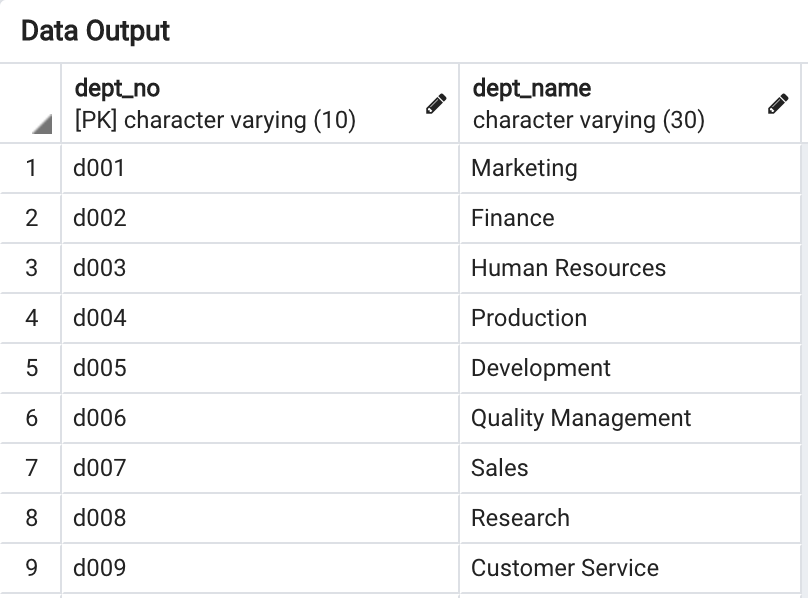 Data Output
dept_no dept_name
[PK] character varying (10) character varying (30)
1 d001 Marketing
2 d002 Finance
3 d003 Human Resources
4 d004 Production
5 d005 Development
6 d006 Quality Management
7 d007 Sales
8 d008 Research
9 d009 Customer Service